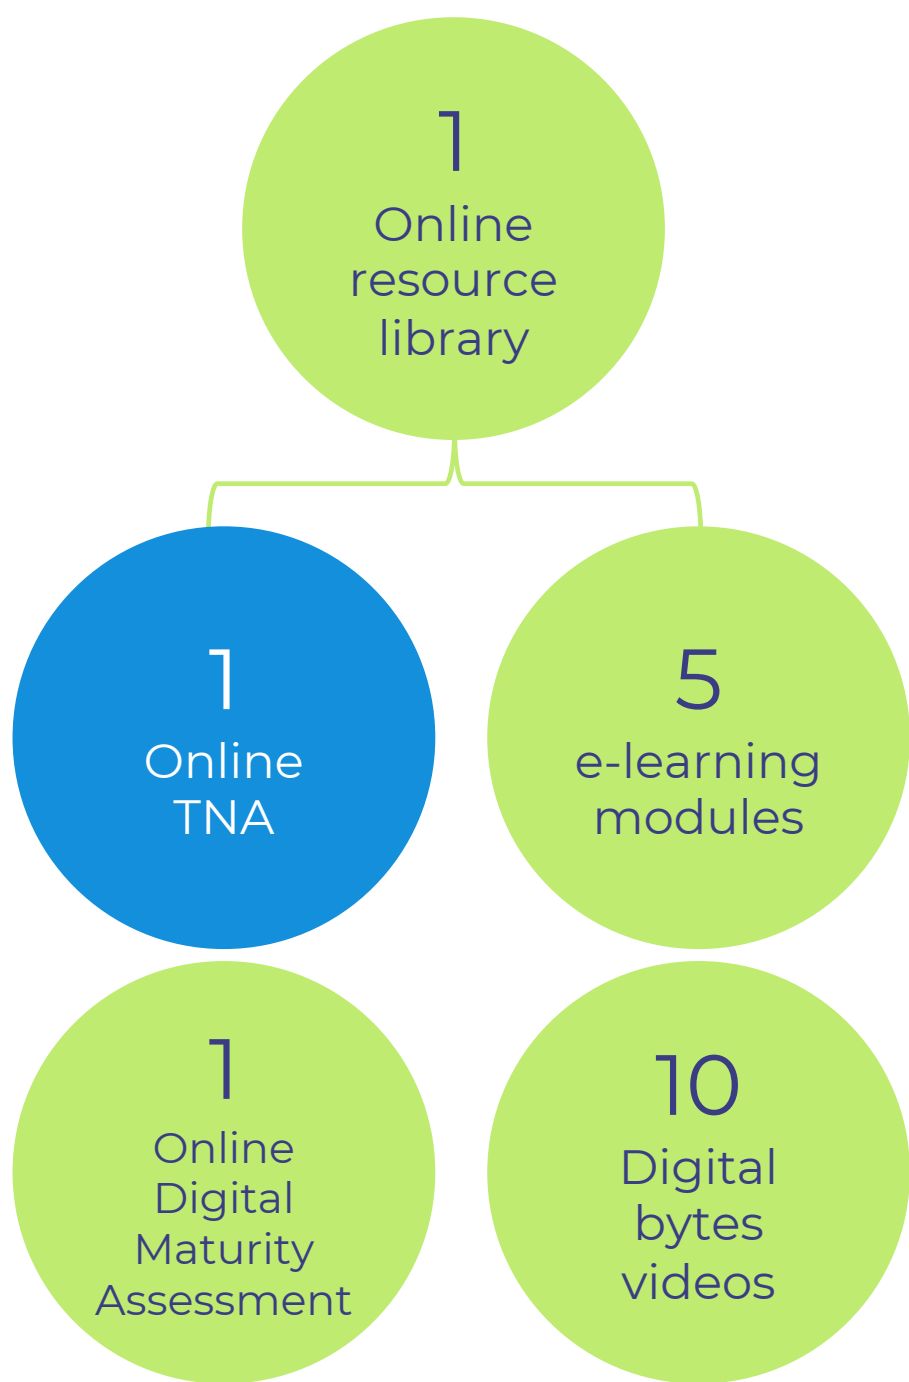 1
Online
resource
library
1
Online
TNA
5
e-learning
modules
1
Online
Digital
Maturity
Assessment
10
Digital
bytes
videos